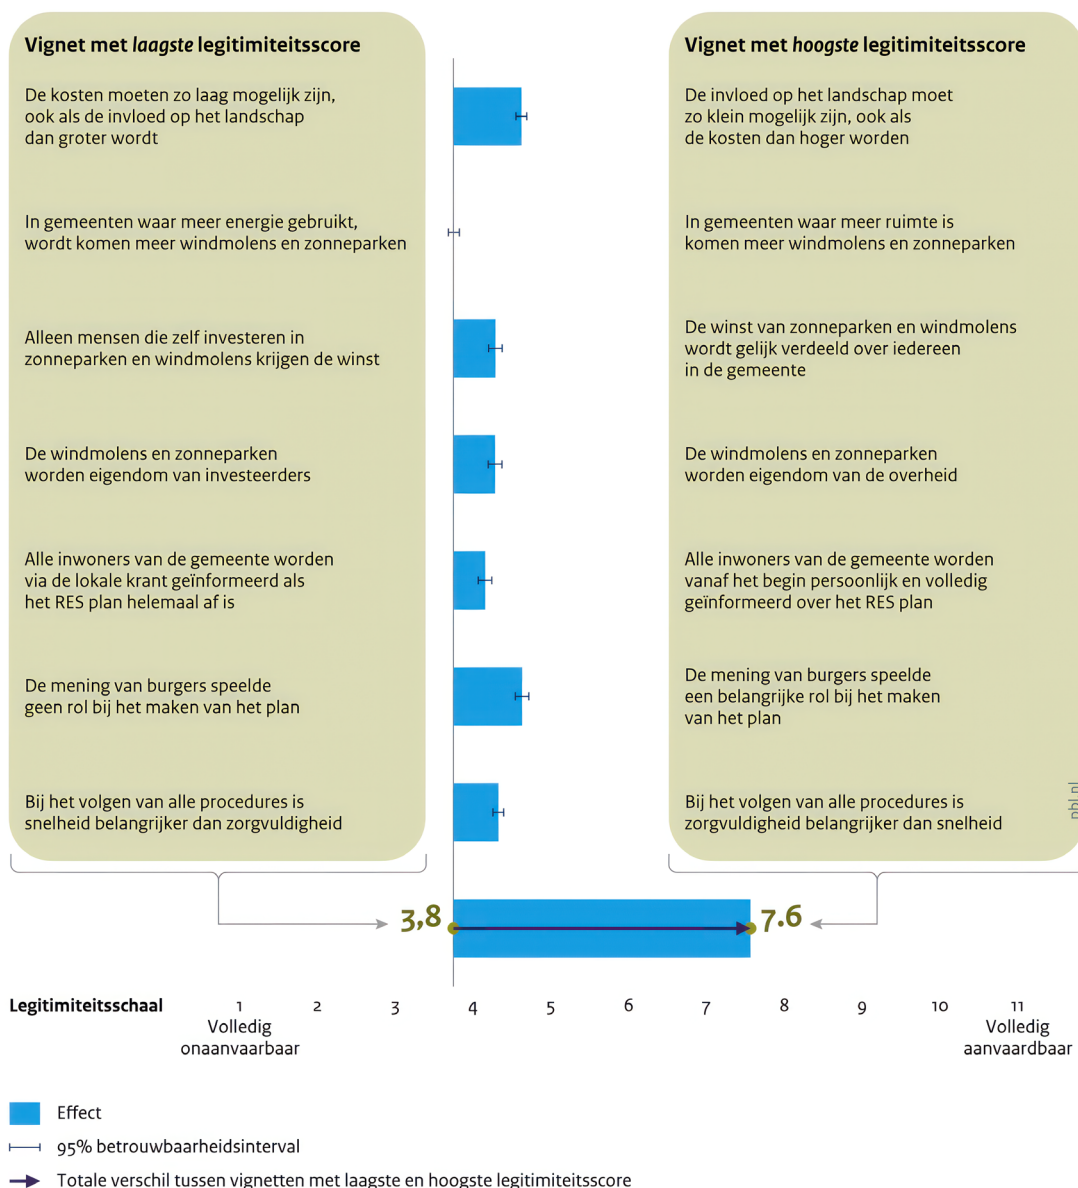 Vignet met laagste legitimiteitsscore
De kosten moeten zo laag mogelijk zijn,
ook als de invloed op het landschap
dan groter wordt
In gemeenten waar meer energie gebruikt,
wordt komen meer windmolens en zonneparken
Alleen mensen die zelf investeren in
zonneparken en windmolens krijgen de winst
De windmolens en zonneparken
worden eigendom van investeerders
Alle inwoners van de gemeente worden
via de lokale krant geïnformeerd als
het RES plan helemaal af is
De mening van burgers speelde
geen rol bij het maken van het plan
Bij het volgen van alle procedures is
snelheid belangrijker dan zorgvuldigheid
Vignet met hoogste legitimiteitsscore
De invloed op het landschap moet
zo klein mogelijk zijn, ook als
de kosten dan hoger worden
In gemeenten waar meer ruimte is
komen meer windmolens en zonneparken
De winst van zonneparken en windmolens
wordt gelijk verdeeld over iedereen
in de gemeente
De windmolens en zonneparken
worden eigendom van de overheid
Alle inwoners van de gemeente worden
vanaf het begin persoonlijk en volledig
geïnformeerd over het RES plan
De mening van burgers speelde
een belangrijke rol bij het maken
van het plan
Bij het volgen van alle procedures is
zorgvuldigheid belangrijker dan snelheid
pbl.nl
3,8 7.6
Legitimiteitsschaal 1 2 3 4 5 6 7 8 9 10 11
Volledig
onaanvaarbaar
Volledig
aanvaardbaar
Effect
95% betrouwbaarheidsinterval
Totale verschil tussen vignetten met laagste en hoogste legitimiteitsscore